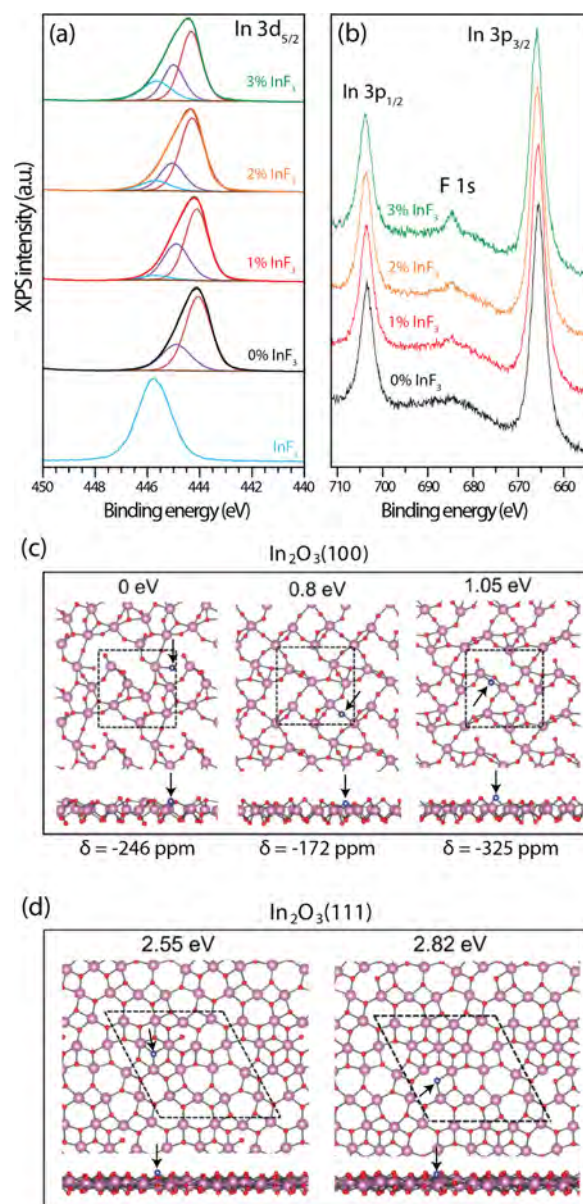 (a)
In 3d5/2
3% InF3
2% InF3
1% InF3
0% InF3
InF3
XPS intensity (a.u.)
450 448 446 444 442 440
Binding energy (eV)
(b)
In 3p3/2
In 3p1/2
F 1s
3% InF3
2% InF3
1% InF3
0% InF3
710 700 690 680 670 660
Binding energy (eV)
(c)
In2O3(100)
0 eV 0.8 eV 1.05 eV
δ = -246 ppm δ = -172 ppm δ = -325 ppm
(d)
In2O3(111)
2.55 eV 2.82 eV